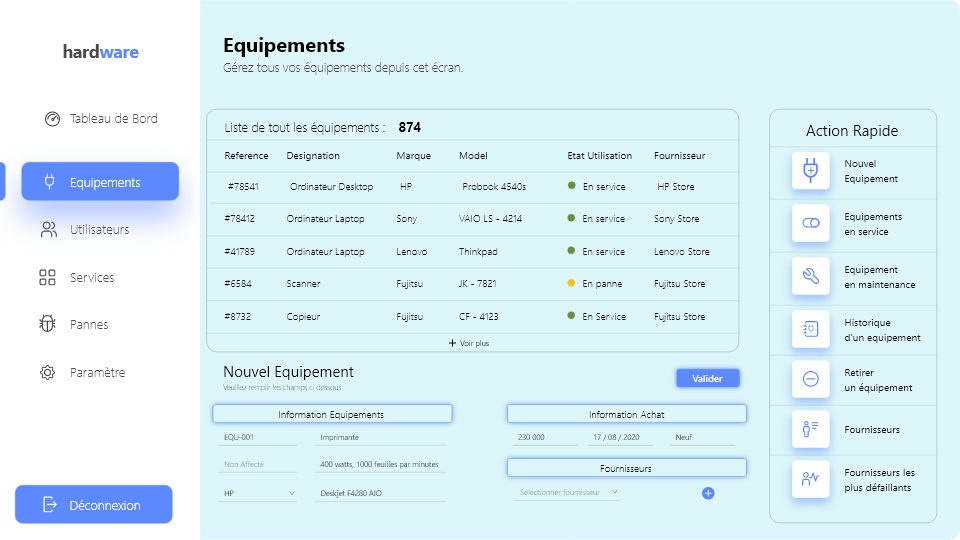 hardware
Tableau de Bord
Equipements
Utilisateurs
Services
Pannes
Paramètre
Déconnexion
Equipements
Gérez tous vos équipements depuis cet écran.
Liste de tout les équipements : 874
Reference Designation Marque Model Etat Utilisation Fournisseur
#78541 Ordinateur Desktop HP Probook 4540s En service HP Store
#78412 Ordinateur Laptop Sony VAIO LS - 4214 En service Sony Store
#41789 Ordinateur Laptop Lenovo Thinkpad En service Lenovo Store
#6584 Scanner Fujitsu JK - 7821 En panne Fujitsu Store
#8732 Copieur Fujitsu CF - 4123 En Service Fujitsu Store
+ Voir plus
Nouvel Equipement
Veuillez remplir les champs ci dessous
Valider
Information Equipements
EQU-001 Imprimante
Non Affecté 400 watts, 1000 feuilles par minutes
HP Deskjet F4280 AIO
Information Achat
230 000 17 / 08 / 2020 Neuf
Fournisseurs
Sélectionner fournisseur
Action Rapide
Nouvel
Equipement
Equipements
en service
Equipement
en maintenance
Historique
d'un equipement
Retirer
un équipement
Fournisseurs
Fournisseurs les
plus défaillants